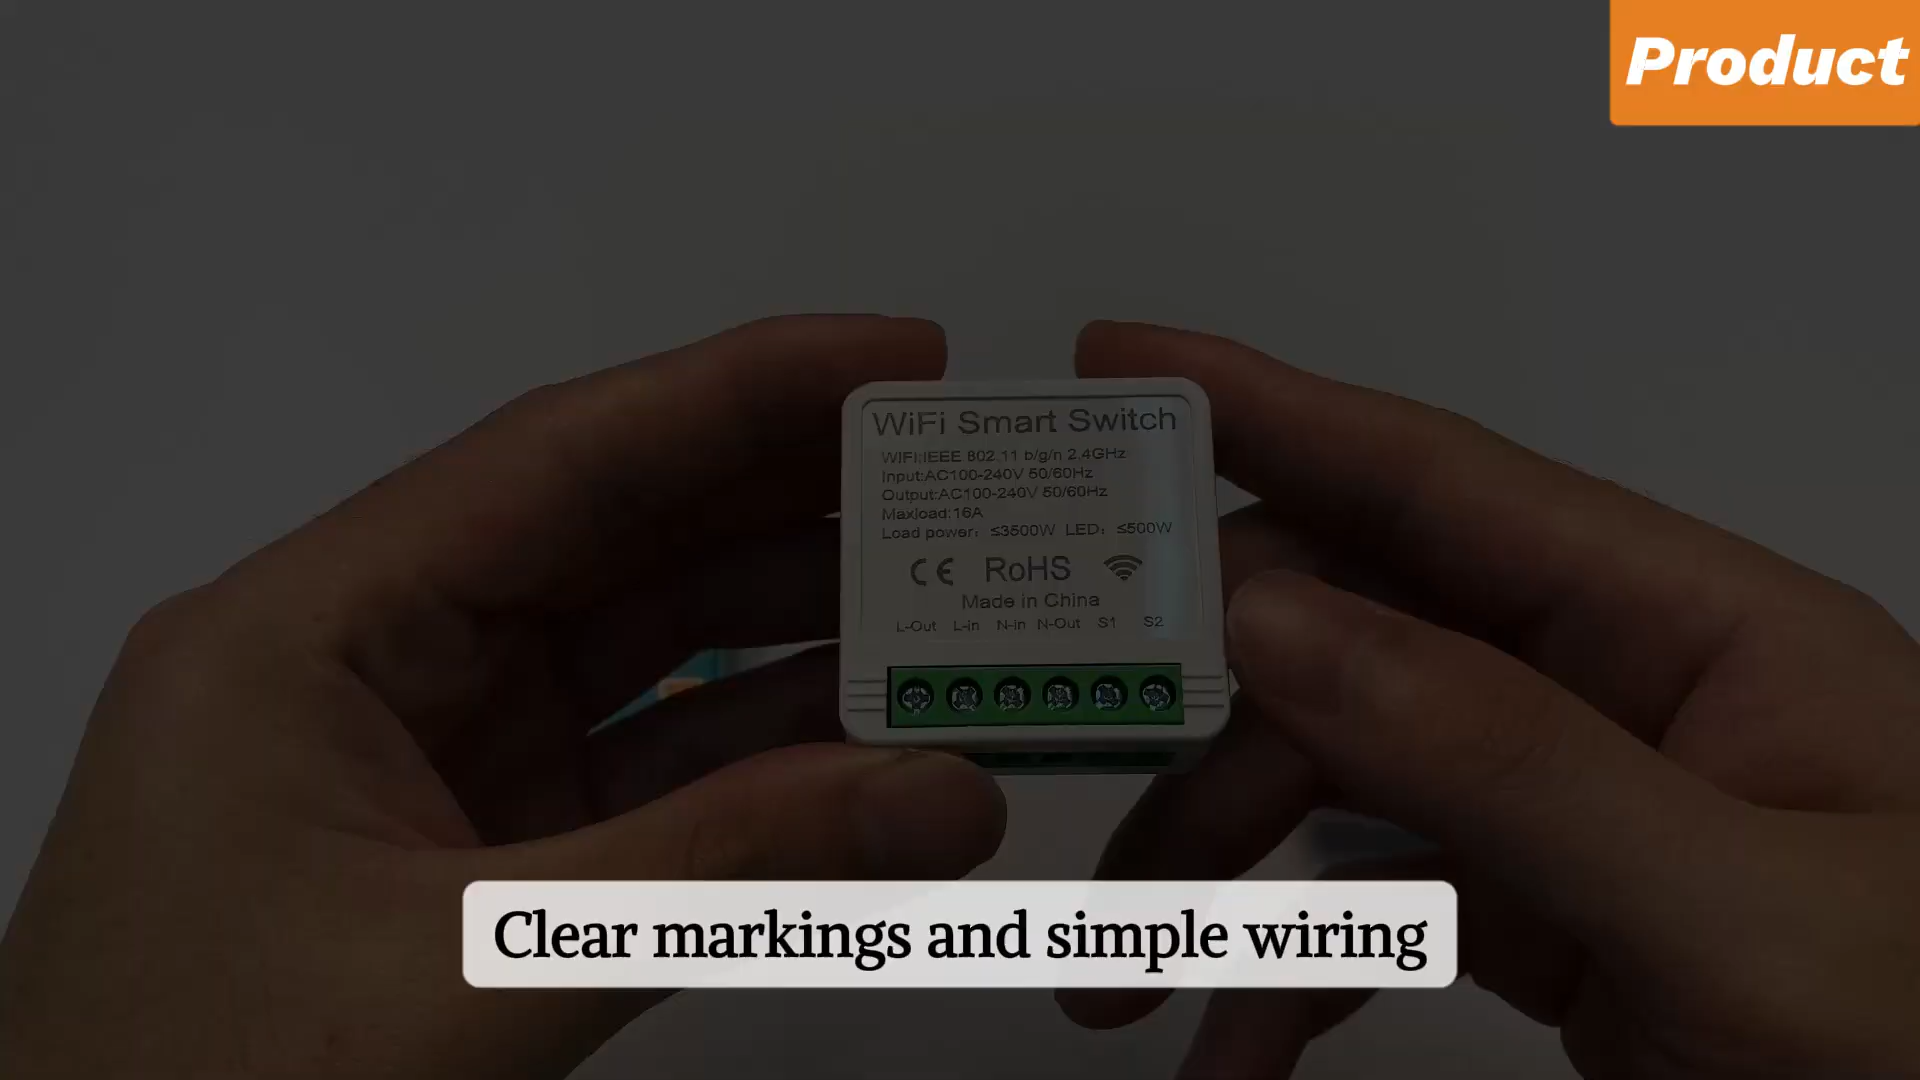 Product
WiFi Smart Switch
WIFI:IEEE 802.11 b/g/n 2.4GHz
Input:AC100-240V 50/60Hz
Output:AC100-240V 50/60Hz
Maxload:16A
Load power: ≤3500W LED: ≤500W
CE RoHS
Made in China
L-Out L-in N-in N-Out S1 S2
Clear markings and simple wiring